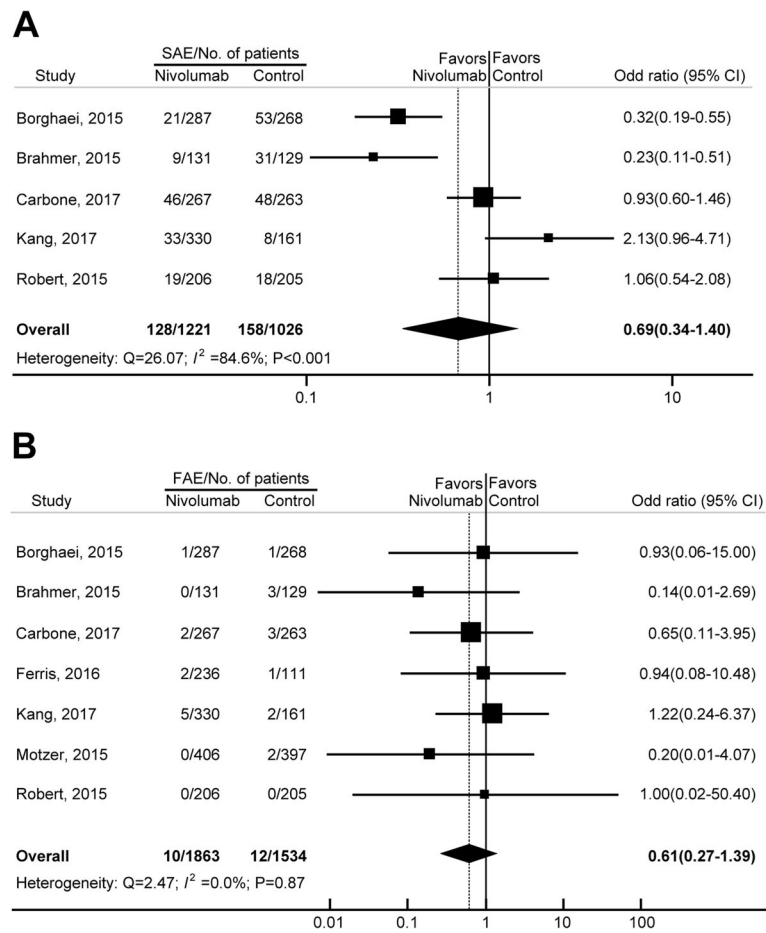 A
SAE/No. of patients
Favors Favors
Study Nivolumab Control Nivolumab Control Odd ratio (95% CI)
Borghaei, 2015 21/287 53/268 0.32(0.19-0.55)
Brahmer, 2015 9/131 31/129 0.23(0.11-0.51)
Carbone, 2017 46/267 48/263 0.93(0.60-1.46)
Kang, 2017 33/330 8/161 2.13(0.96-4.71)
Robert, 2015 19/206 18/205 1.06(0.54-2.08)
Overall 128/1221 158/1026 0.69(0.34-1.40)
Heterogeneity: Q=26.07; I² =84.6%; P<0.001
0.1 1 10
B
FAE/No. of patients
Favors Favors
Study Nivolumab Control Nivolumab Control Odd ratio (95% CI)
Borghaei, 2015 1/287 1/268 0.93(0.06-15.00)
Brahmer, 2015 0/131 3/129 0.14(0.01-2.69)
Carbone, 2017 2/267 3/263 0.65(0.11-3.95)
Ferris, 2016 2/236 1/111 0.94(0.08-10.48)
Kang, 2017 5/330 2/161 1.22(0.24-6.37)
Motzer, 2015 0/406 2/397 0.20(0.01-4.07)
Robert, 2015 0/206 0/205 1.00(0.02-50.40)
Overall 10/1863 12/1534 0.61(0.27-1.39)
Heterogeneity: Q=2.47; I² =0.0%; P=0.87
0.01 0.1 1 10 100